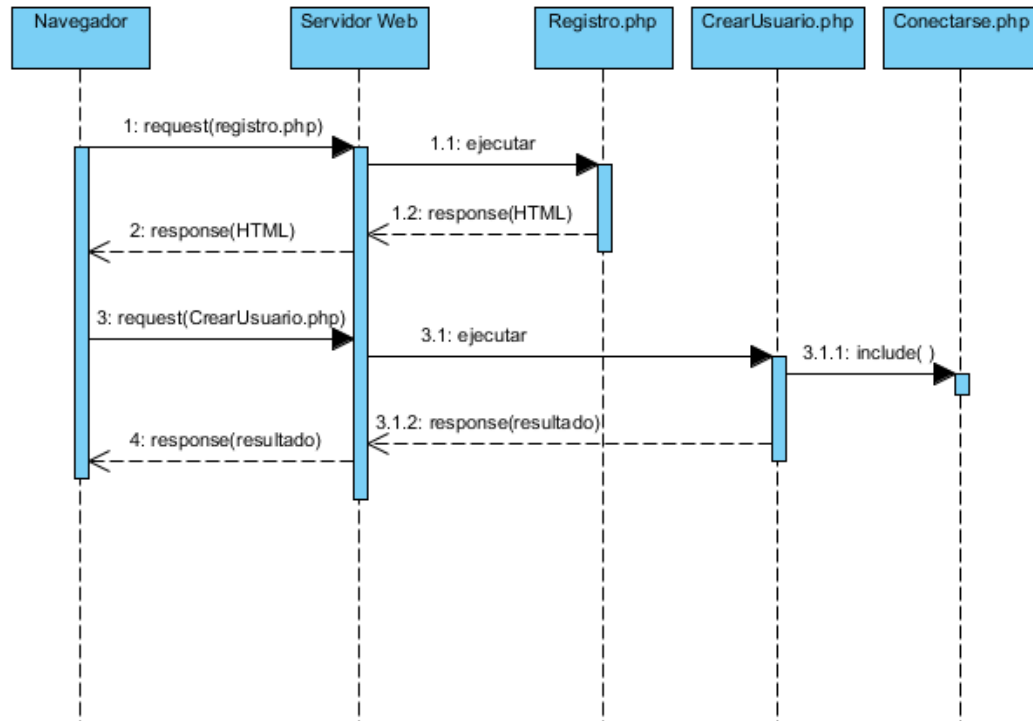 Navegador
Servidor Web
Registro.php
CrearUsuario.php
Conectarse.php
1: request(registro.php)
1.1: ejecutar
1.2: response(HTML)
2: response(HTML)
3: request(CrearUsuario.php)
3.1: ejecutar
3.1.1: include( )
3.1.2: response(resultado)
4: response(resultado)